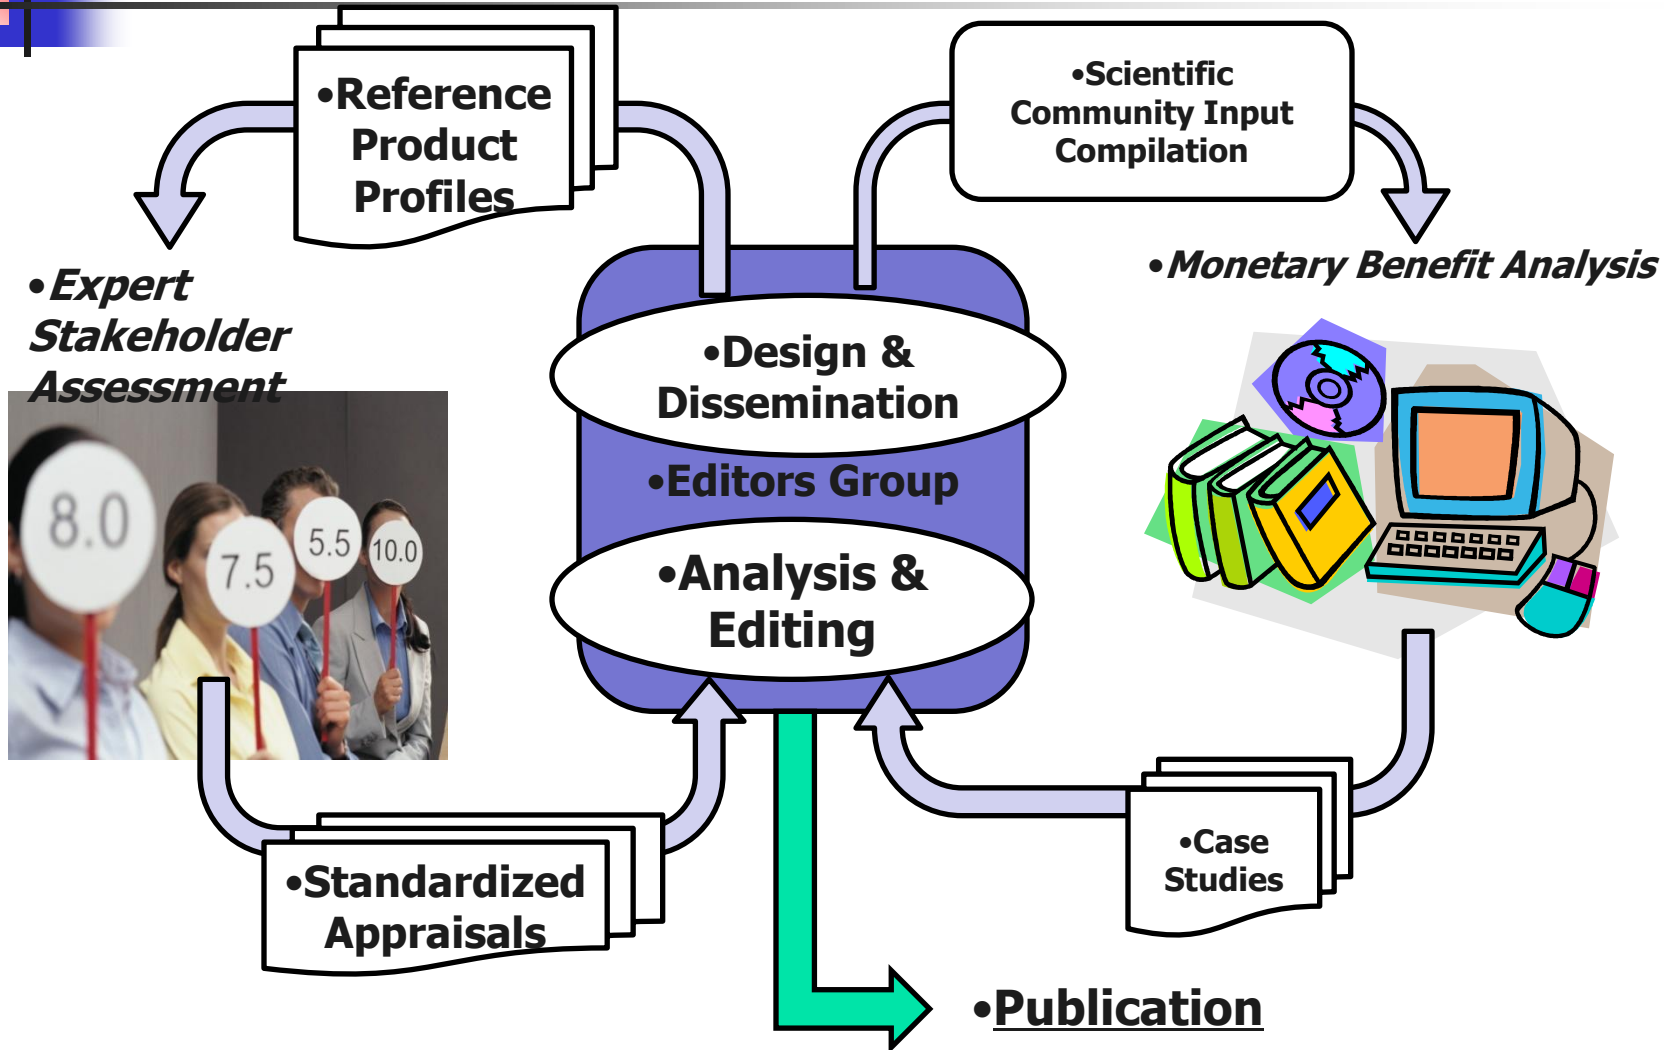 •Reference
Product
Profiles
•Scientific
Community Input
Compilation
•Expert
Stakeholder
Assessment
•Monetary Benefit Analysis
•Design &
Dissemination
•Editors Group
•Analysis &
Editing
8.0
7.5
5.5
10.0
•Standardized
Appraisals
•Case
Studies
•Publication